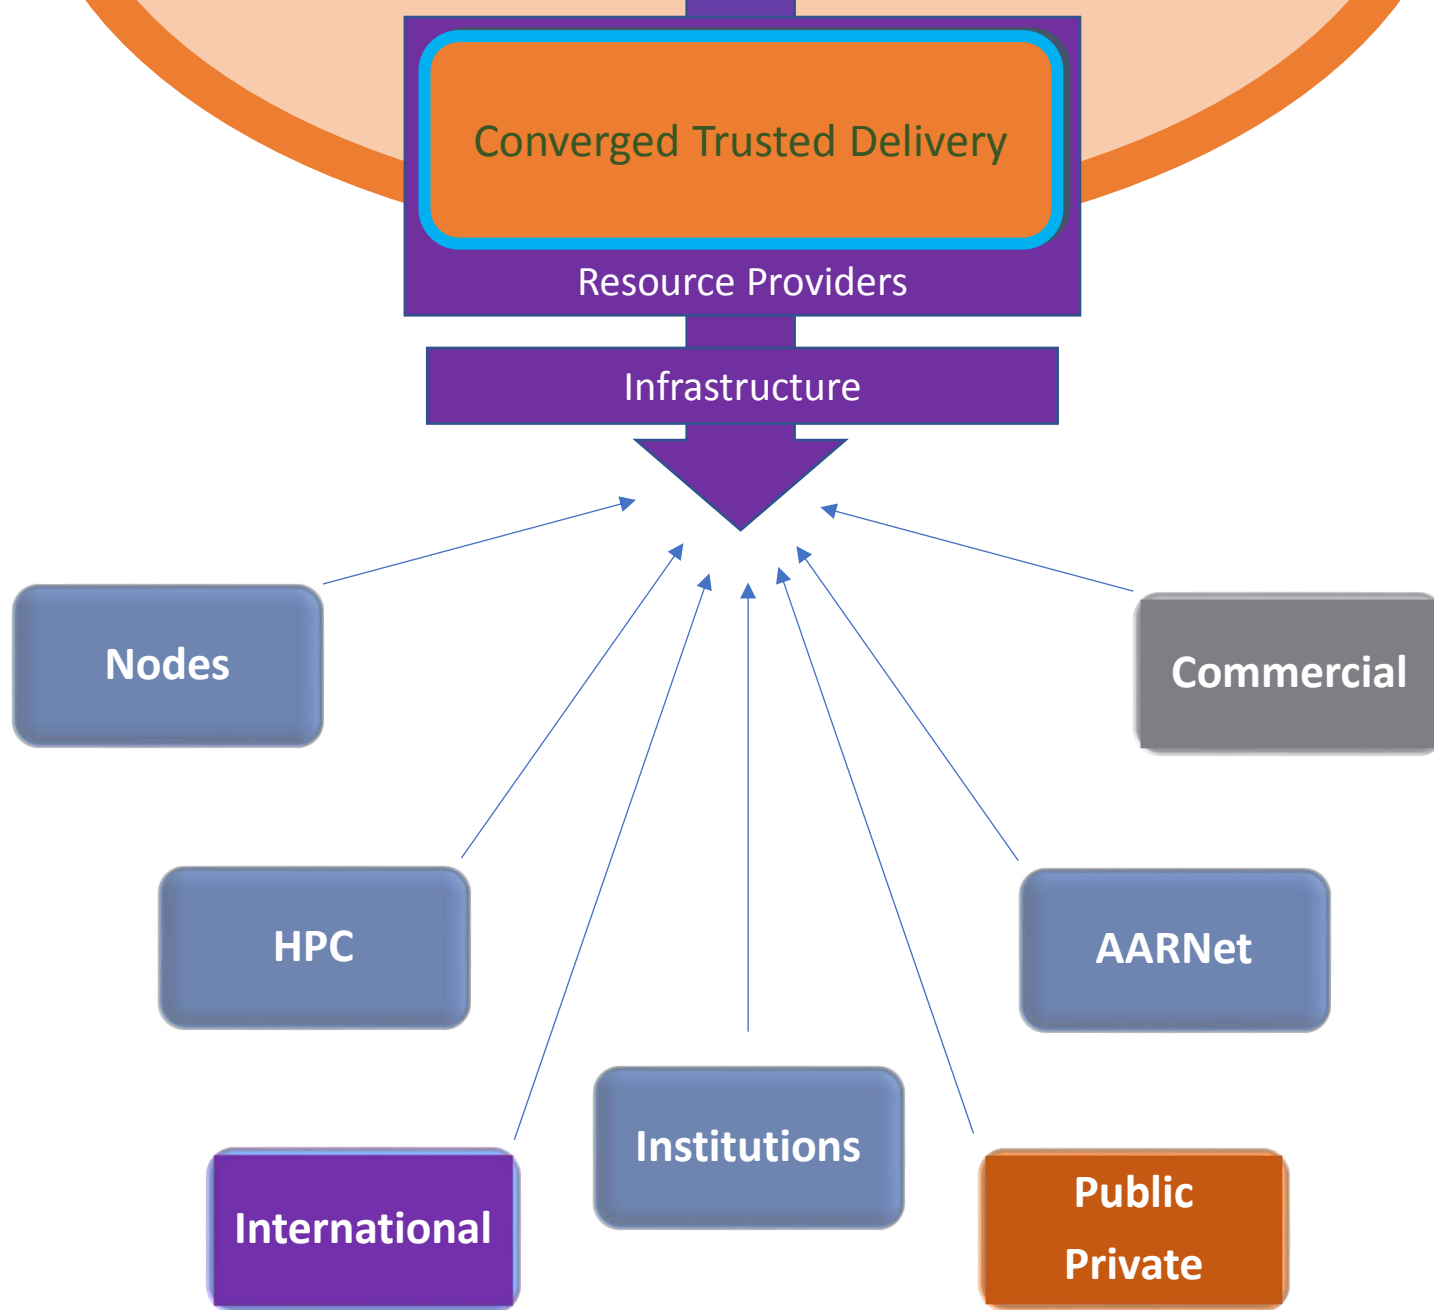 Converged Trusted Delivery
Resource Providers
Infrastructure
Nodes
Commercial
HPC
AARNet
Institutions
International
Public
Private